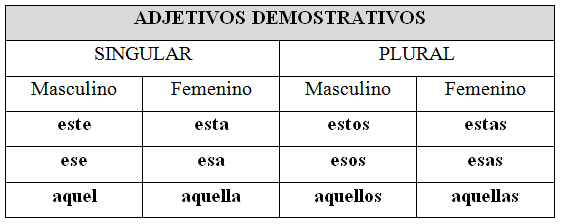 ADJETIVOS DEMOSTRATIVOS
SINGULAR PLURAL
Masculino Femenino Masculino Femenino
este esta estos estas
ese esa esos esas
aquel aquella aquellos aquellas